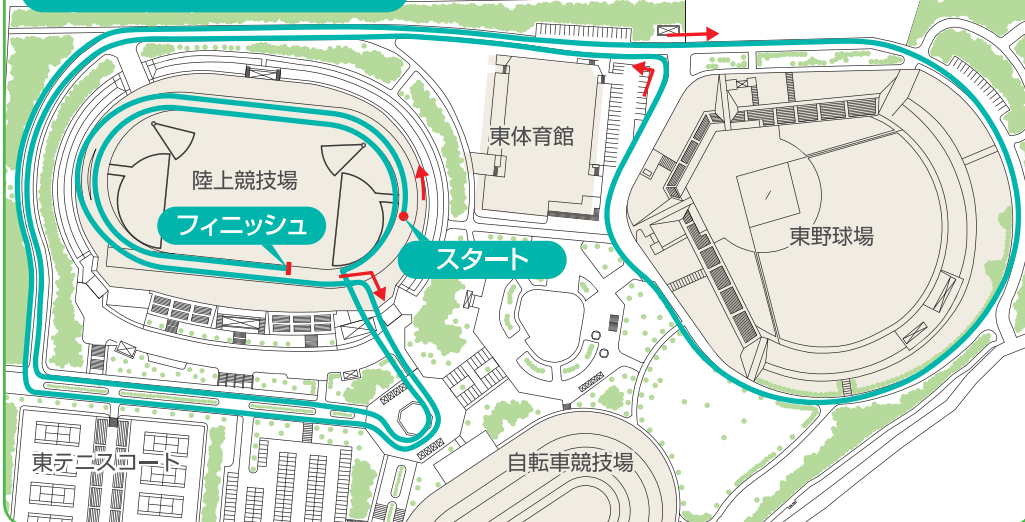 東体育館
陸上競技場
フィニッシュ
スタート
東野球場
東テニスコート
自転車競技場